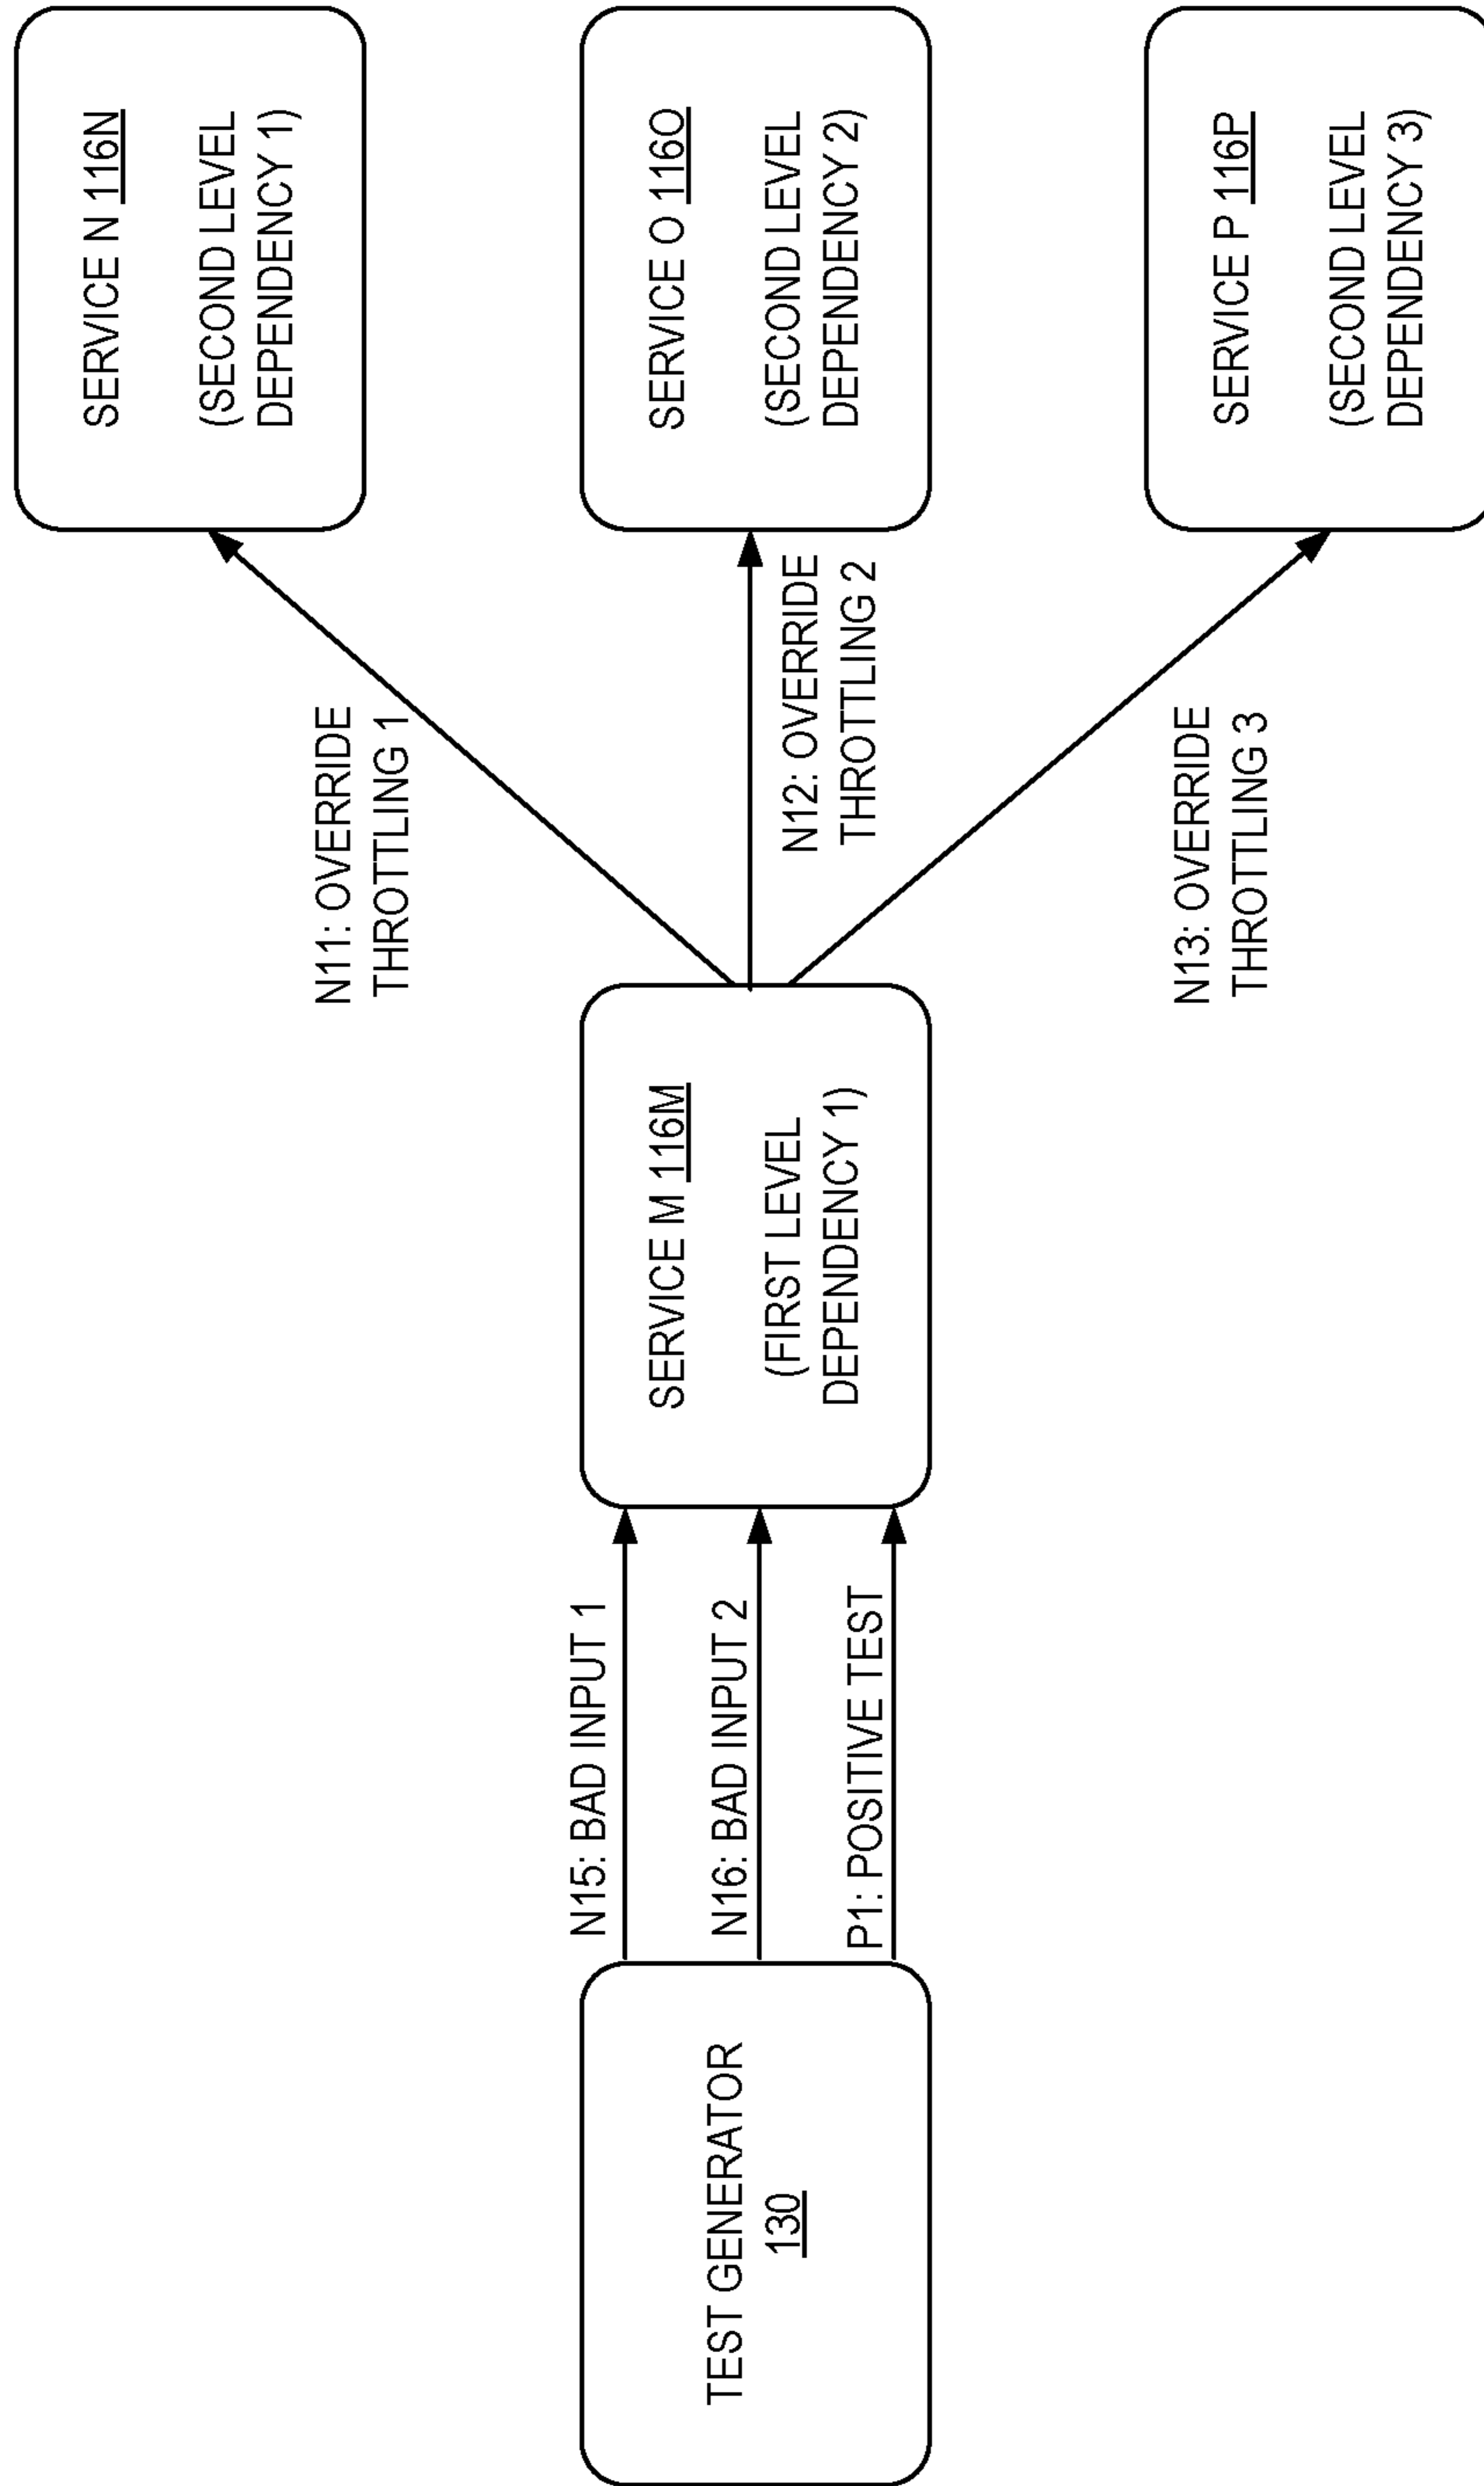 TEST GENERATOR
130
N15: BAD INPUT 1
N16: BAD INPUT 2
P1: POSITIVE TEST
SERVICE M 116M
(FIRST LEVEL
DEPENDENCY 1)
N11: OVERRIDE
THROTTLING 1
N12: OVERRIDE
THROTTLING 2
N13: OVERRIDE
THROTTLING 3
SERVICE N 116N
(SECOND LEVEL
DEPENDENCY 1)
SERVICE O 116O
(SECOND LEVEL
DEPENDENCY 2)
SERVICE P 116P
(SECOND LEVEL
DEPENDENCY 3)